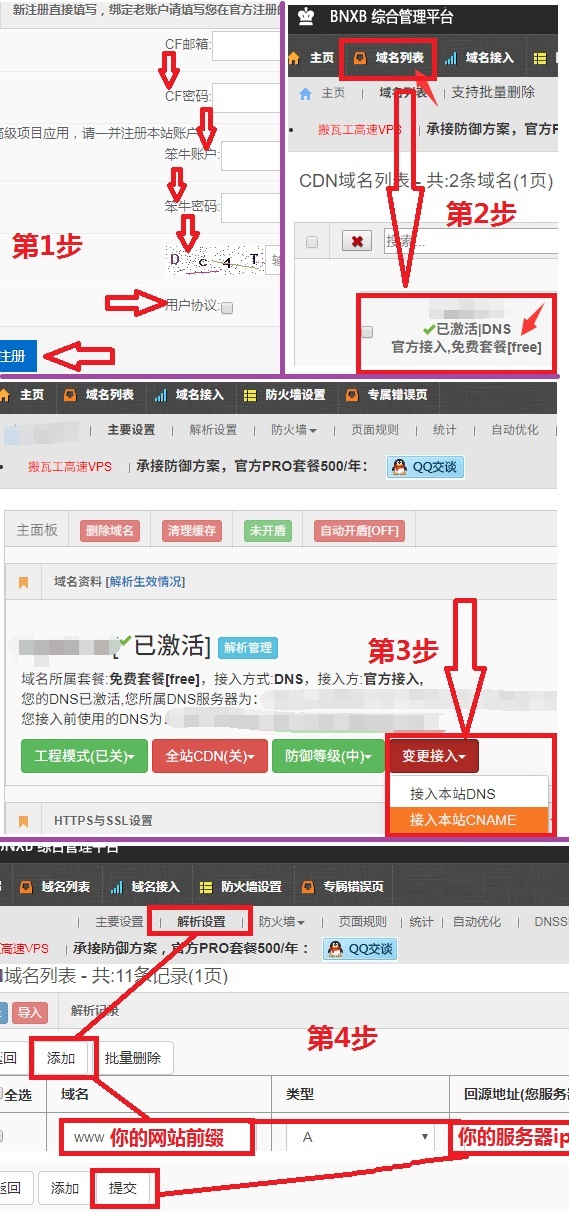 新注册直接填写，绑定老账户请填写您在官方注册的
CF邮箱:
CF密码:
高级项目应用，请一并注册本站账户
笨牛账户:
笨牛密码:
第1步
D c 4 T
输
用户协议:
注册
BNXB 综合管理平台
主页 域名列表 域名接入
主页 | 域名列表 | 支持批量删除
搬瓦工高速VPS | 承接防御方案，官方P
CDN域名列表 - 共:2条域名(1页)
第2步
搜索...
已激活|DNS
官方接入,免费套餐[free]
主页 域名列表 域名接入 防火墙设置 专属错误页
| 主要设置 | 解析设置 | 防火墙 | 页面规则 | 统计 | 自动优化 |
搬瓦工高速VPS | 承接防御方案，官方PRO套餐500/年： QQ交谈
主面板 删除域名 清理缓存 未开盾 自动开盾[OFF]
域名资料 [解析生效情况]
[已激活] 解析管理
第3步
域名所属套餐:免费套餐[free]，接入方式:DNS，接入方:官方接入,
您的DNS已激活,您所属DNS服务器为：
您接入前使用的DNS为
工程模式(已关) 全站CDN(关) 防御等级(中) 变更接入
接入本站DNS
HTTPS与SSL设置
接入本站CNAME
BNXB 综合管理平台
域名列表 域名接入 防火墙设置 专属错误页
| 主要设置 | 解析设置 | 防火墙 | 页面规则 | 统计 | 自动优化 | DNSS
高速VPS | 承接防御方案，官方PRO套餐500/年： QQ交谈
域名列表 - 共:11条记录(1页)
导入 解析记录
第4步
返回 添加 批量删除
全选 域名 类型 回源地址(您服务
www 你的网站前缀 A 你的服务器ip
返回 添加 提交